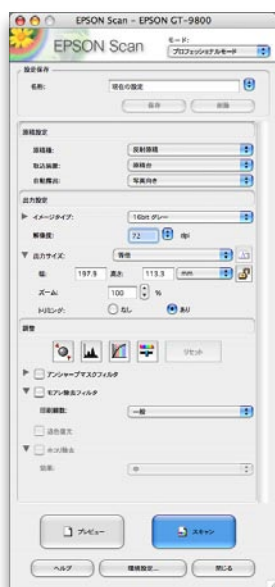 EPSON Scan - EPSON GT-9800
EPSON Scan
モード:
プロフェッショナルモード
設定保存
名称: 現在の設定
保存 削除
原稿設定
原稿種: 反射原稿
取込装置: 原稿台
自動露出: 写真向き
出力設定
イメージタイプ: 16bit グレー
解像度: 72 dpi
出力サイズ: 等倍
幅: 197.9 高さ: 113.3 mm
ズーム: 100 %
トリミング: なし あり
調整
リセット
アンシャープマスクフィルタ
モアレ除去フィルタ
印刷線数: 一般
退色復元
ホコリ除去
効果: 中
プレビュー スキャン
ヘルプ 環境設定... 閉じる